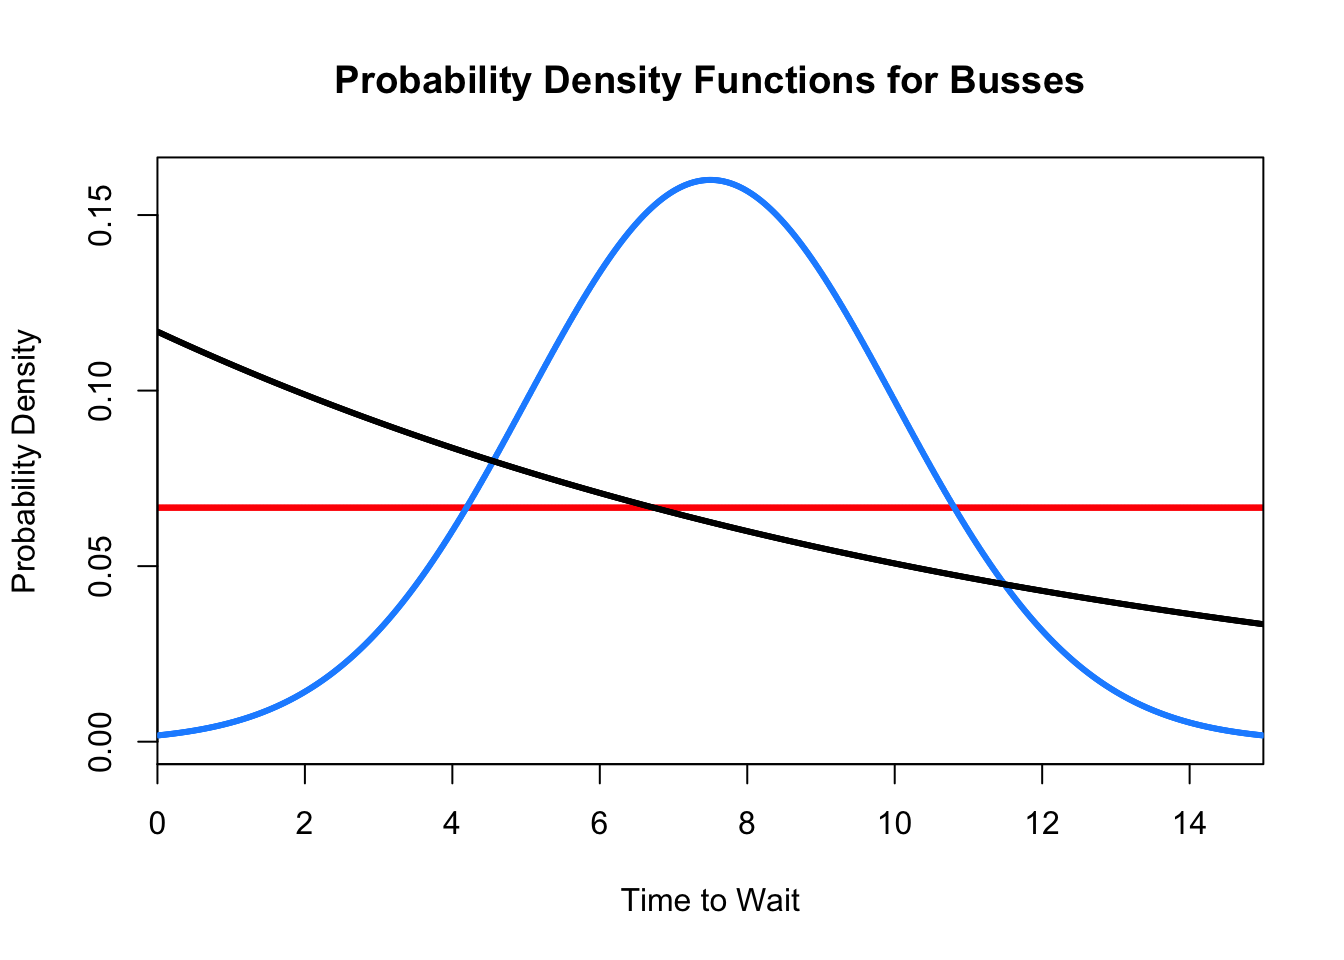 Probability Density Functions for Busses
Probability Density
0.15
0.10
0.05
0.00
0 2 4 6 8 10 12 14
Time to Wait